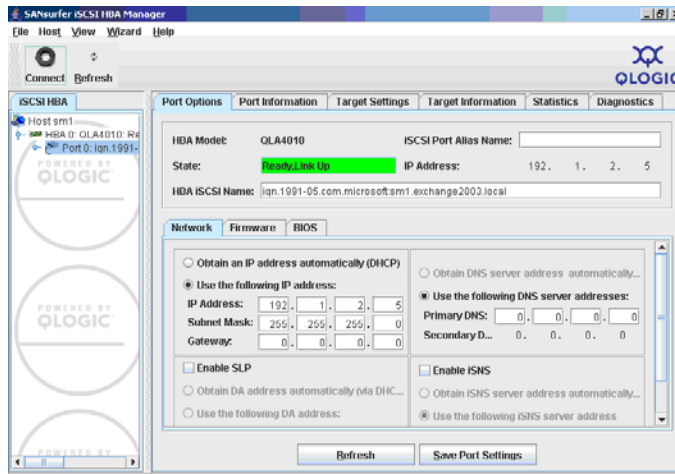 SANsurfer iSCSI HBA Manager
File Host View Wizard Help
Connect Refresh
QLOGIC
iSCSI HBA
Port Options Port Information Target Settings Target Information Statistics Diagnostics
Host sm1
HBA 0: QLA4010: Re
Port 0: iqn.1991-
HBA Model: QLA4010 iSCSI Port Alias Name:
State: Ready,Link Up IP Address: 192. 1. 2. 5
HBA iSCSI Name: iqn.1991-05.com.microsoft:sm1.exchange2003.local
POWERED BY
QLOGIC
Network Firmware BIOS
Obtain an IP address automatically (DHCP)
Use the following IP address:
IP Address: 192. 1. 2. 5
Subnet Mask: 255. 255. 255. 0
Gateway: 0. 0. 0. 0
Obtain DNS server address automatically...
Use the following DNS server addresses:
Primary DNS: 0. 0. 0. 0
Secondary D... 0. 0. 0. 0
POWERED BY
QLOGIC
Enable SLP
Obtain DA address automatically (via DHC...
Use the following DA address:
Enable iSNS
Obtain iSNS server address automatically...
Use the following iSNS server address
POWERED BY
Refresh Save Port Settings